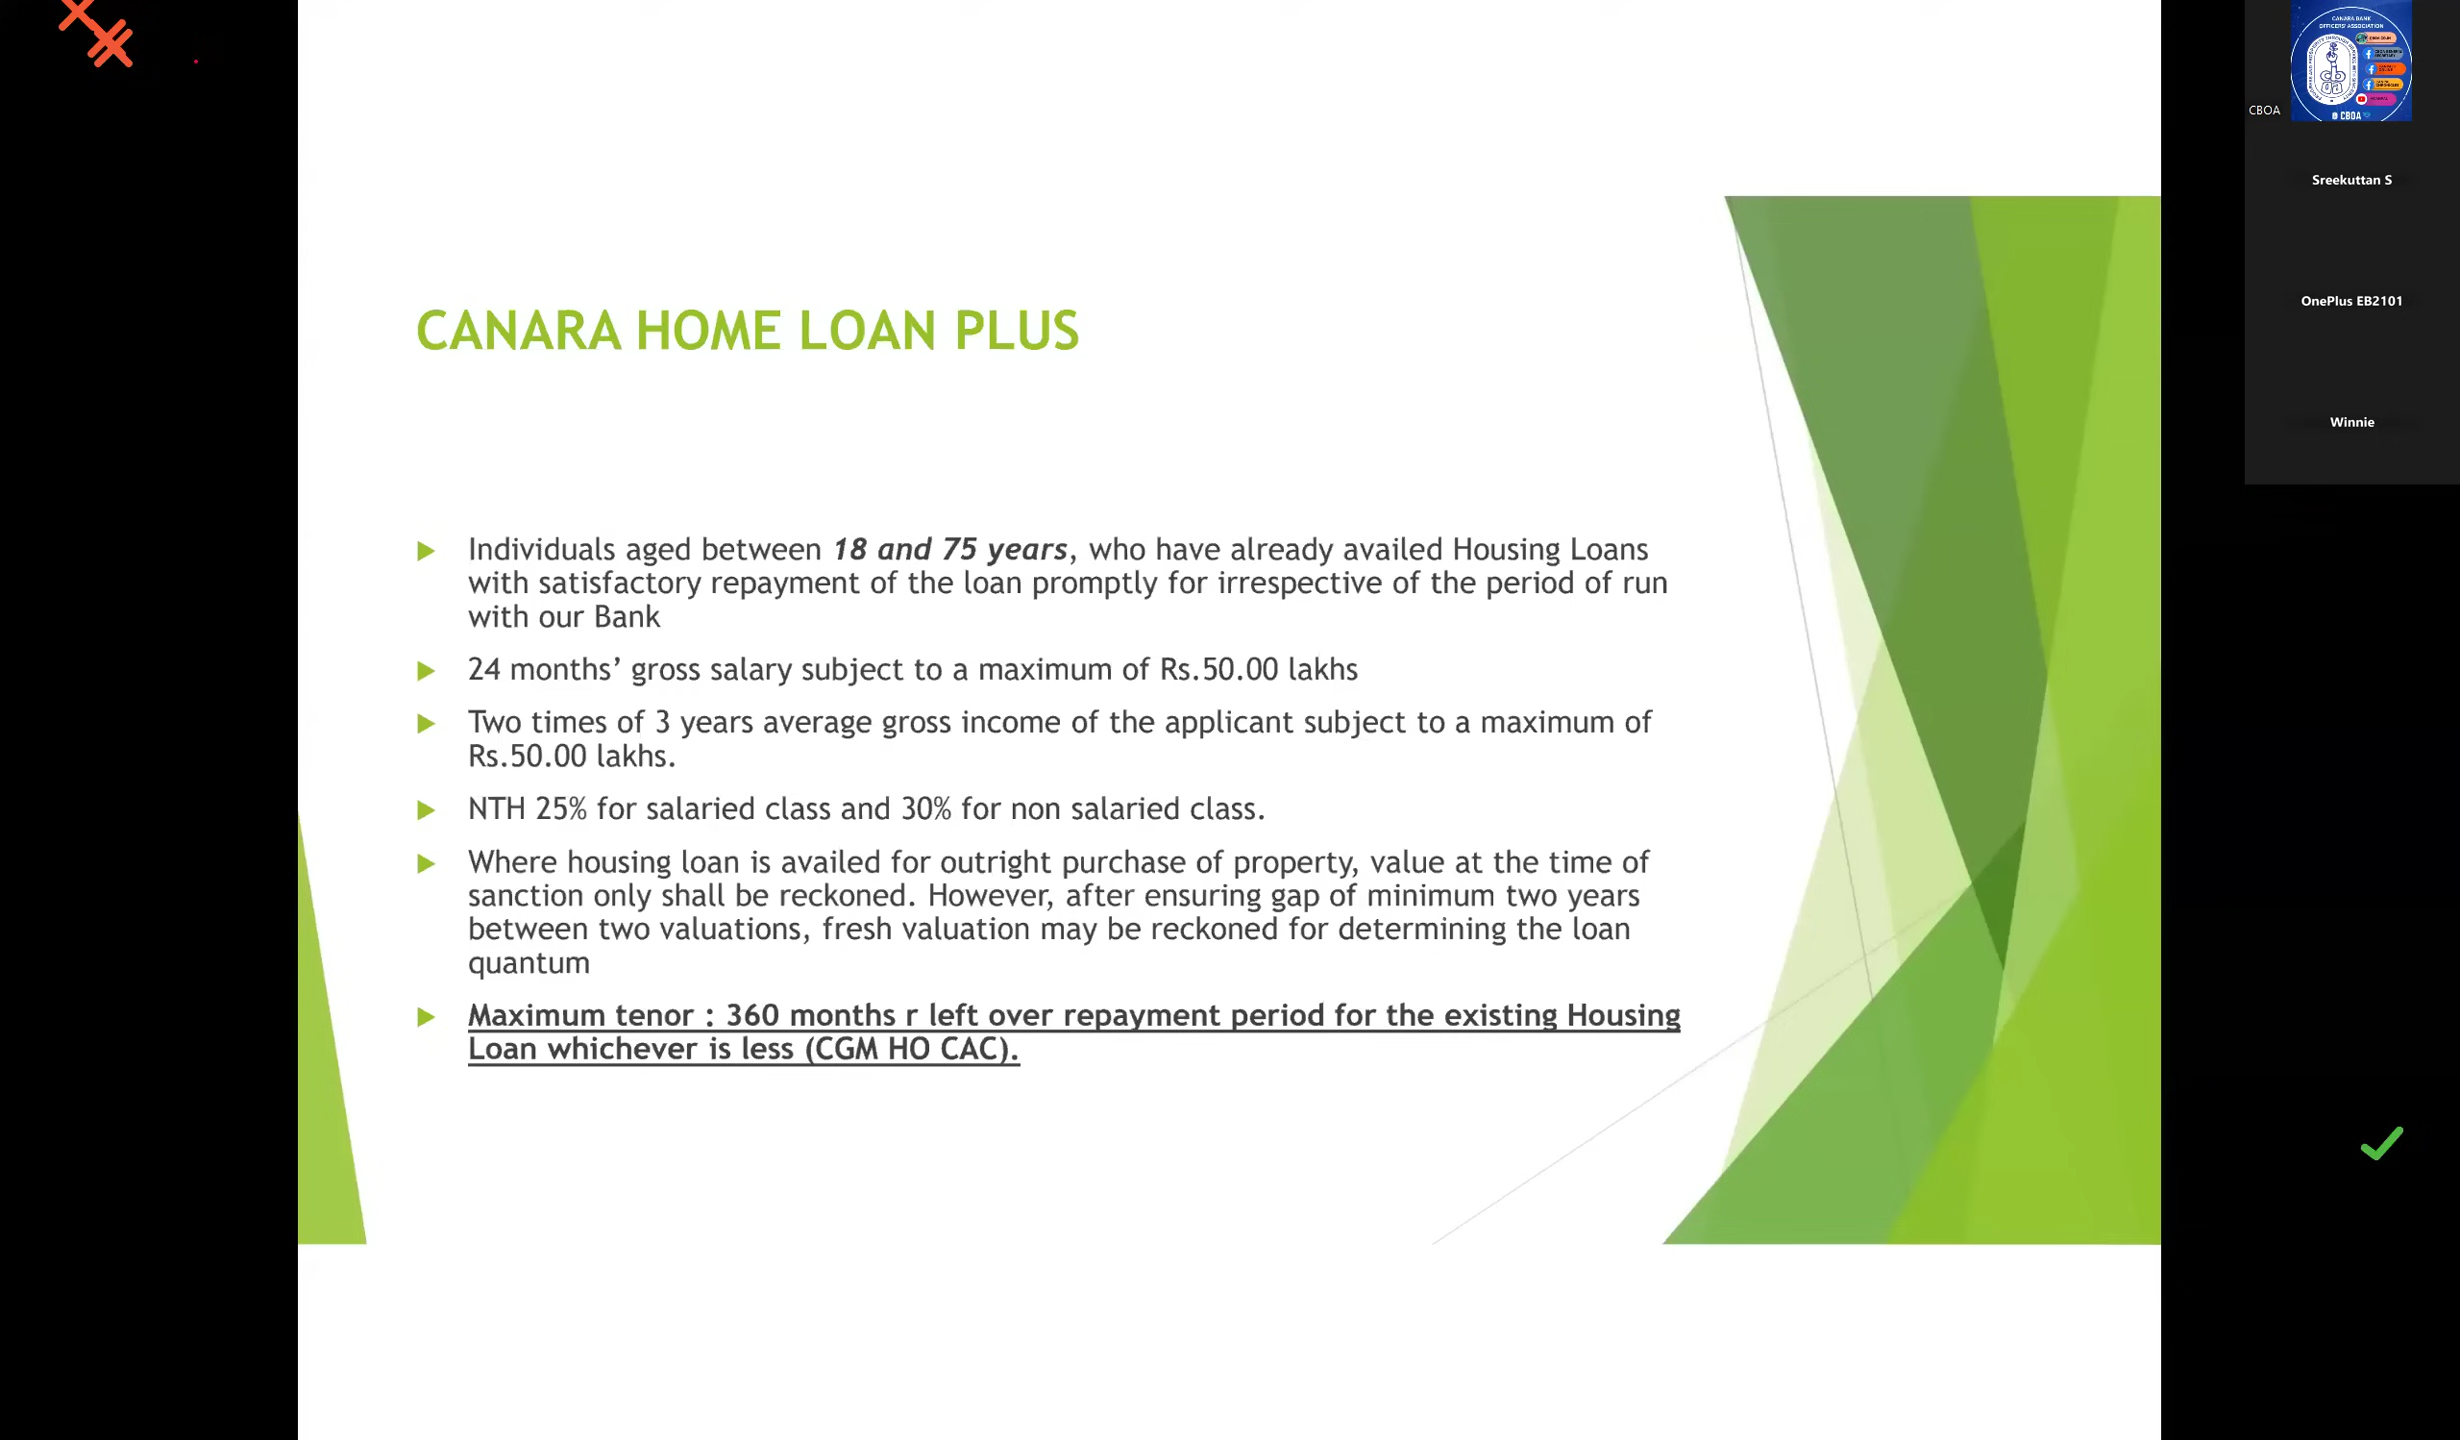 CANARA BANK
OFFICERS' ASSOCIATION
@ CBOA
CBOA
Sreekuttan S
OnePlus EB2101
Winnie
CANARA HOME LOAN PLUS
Individuals aged between 18 and 75 years, who have already availed Housing Loans
with satisfactory repayment of the loan promptly for irrespective of the period of run
with our Bank
24 months’ gross salary subject to a maximum of Rs.50.00 lakhs
Two times of 3 years average gross income of the applicant subject to a maximum of
Rs.50.00 lakhs.
NTH 25% for salaried class and 30% for non salaried class.
Where housing loan is availed for outright purchase of property, value at the time of
sanction only shall be reckoned. However, after ensuring gap of minimum two years
between two valuations, fresh valuation may be reckoned for determining the loan
quantum
Maximum tenor : 360 months r left over repayment period for the existing Housing
Loan whichever is less (CGM HO CAC).